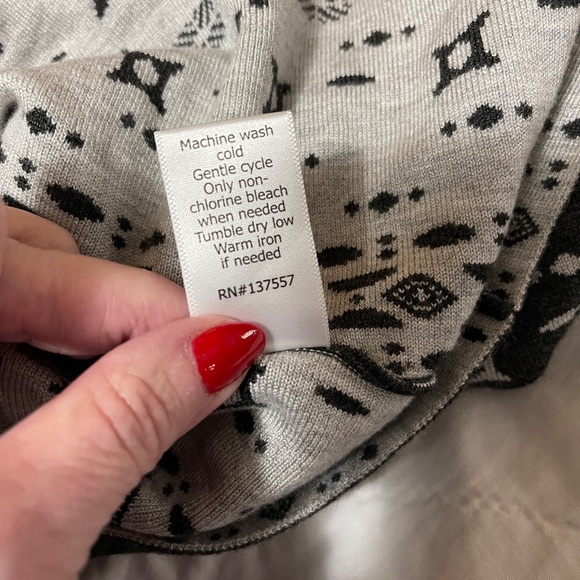 Machine wash
cold
Gentle cycle
Only non-
chlorine bleach
when needed
Tumble dry low
Warm iron
if needed
RN#137557